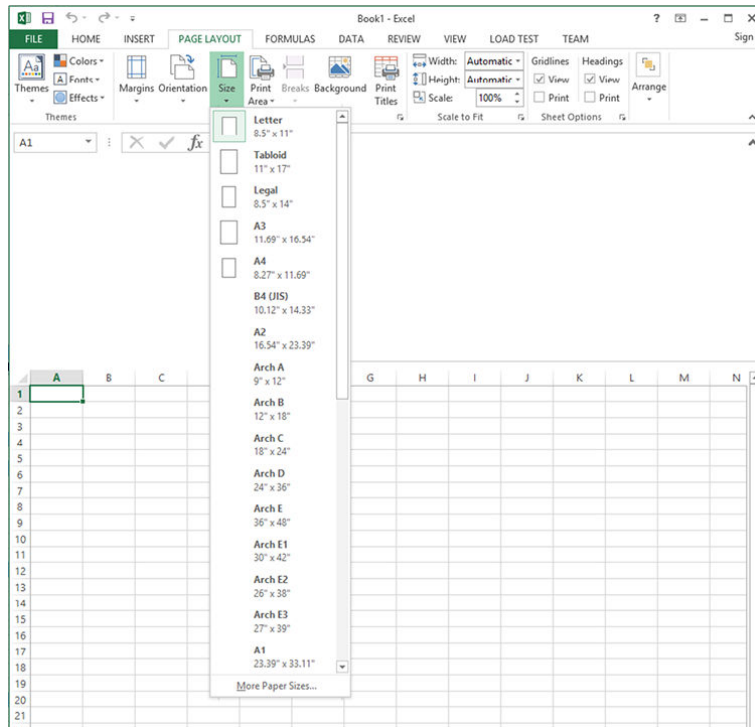 Book1 - Excel
FILE HOME INSERT PAGE LAYOUT FORMULAS DATA REVIEW VIEW LOAD TEST TEAM Sign
Themes
Colors
Fonts
Effects
Themes
Margins Orientation Size Print Area Breaks Background Print Titles
Width: Automatic
Height: Automatic
Scale: 100%
Scale to Fit
Gridlines Headings
View View
Print Print
Sheet Options
Arrange
A1 fx
Letter
8.5" x 11"
Tabloid
11" x 17"
Legal
8.5" x 14"
A3
11.69" x 16.54"
A4
8.27" x 11.69"
B4 (JIS)
10.12" x 14.33"
A2
16.54" x 23.39"
Arch A
9" x 12"
Arch B
12" x 18"
Arch C
18" x 24"
Arch D
24" x 36"
Arch E
36" x 48"
Arch E1
30" x 42"
Arch E2
26" x 38"
Arch E3
27" x 39"
A1
23.39" x 33.11"
More Paper Sizes...
A B C G H I J K L M N
1
2
3
4
5
6
7
8
9
10
11
12
13
14
15
16
17
18
19
20
21